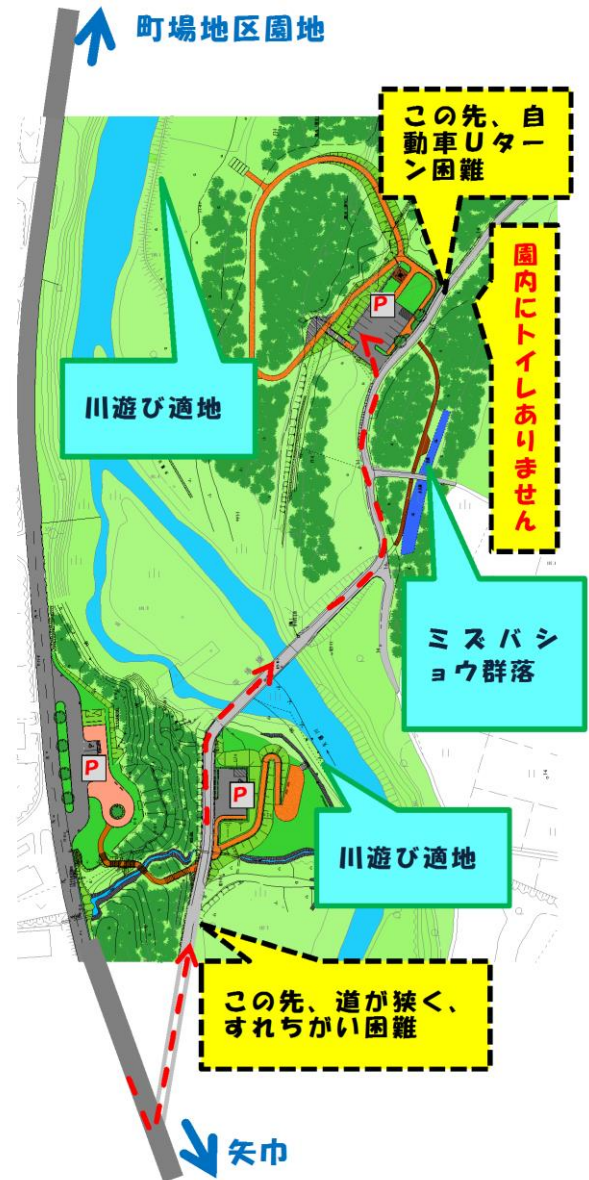 町場地区園地
この先、自
動車Uター
ン困難
園内にトイレありません
P
川遊び適地
ミズバシ
ョウ群落
P
P
川遊び適地
この先、道が狭く、
すれちがい困難
矢巾